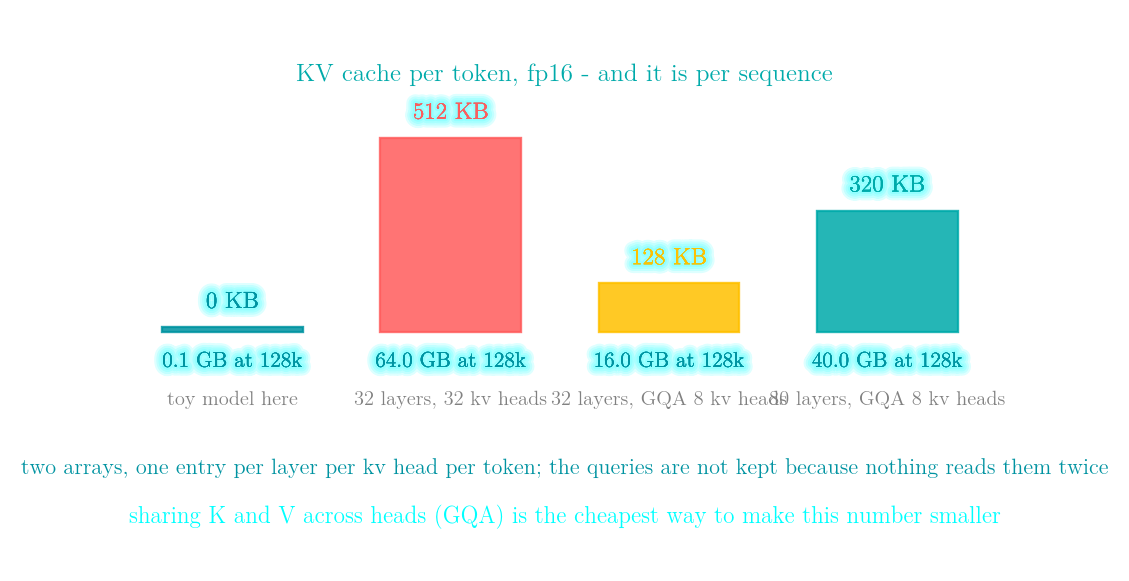 KV cache per token, fp16 - and it is per sequence
512 KB
320 KB
128 KB
0 KB
0.1 GB at 128k
64.0 GB at 128k
16.0 GB at 128k
40.0 GB at 128k
toy model here
32 layers, 32 kv heads
32 layers, GQA 8 kv heads
80 layers, GQA 8 kv heads
two arrays, one entry per layer per kv head per token; the queries are not kept because nothing reads them twice
sharing K and V across heads (GQA) is the cheapest way to make this number smaller